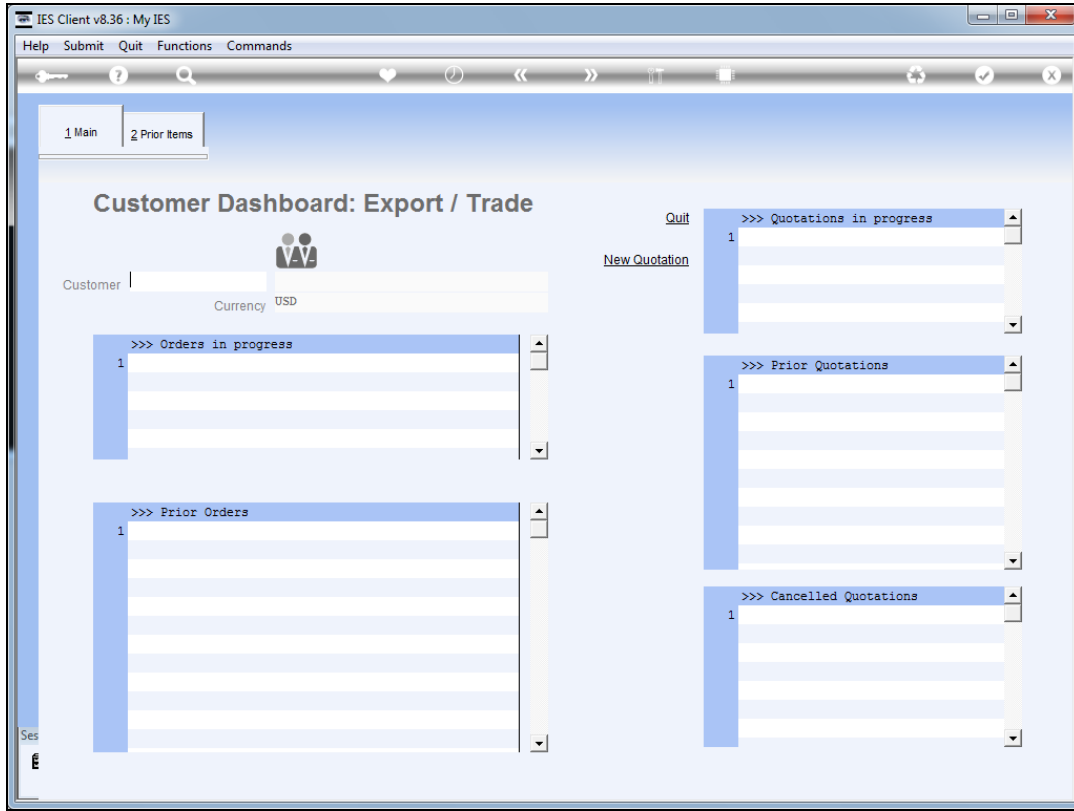 IES Client v8.36 : My IES
Help Submit Quit Functions Commands
1 Main
2 Prior Items
Customer Dashboard: Export / Trade
Quit
New Quotation
Customer
Currency USD
>>> Orders in progress
1
>>> Prior Orders
1
>>> Quotations in progress
1
>>> Prior Quotations
1
>>> Cancelled Quotations
1
Ses